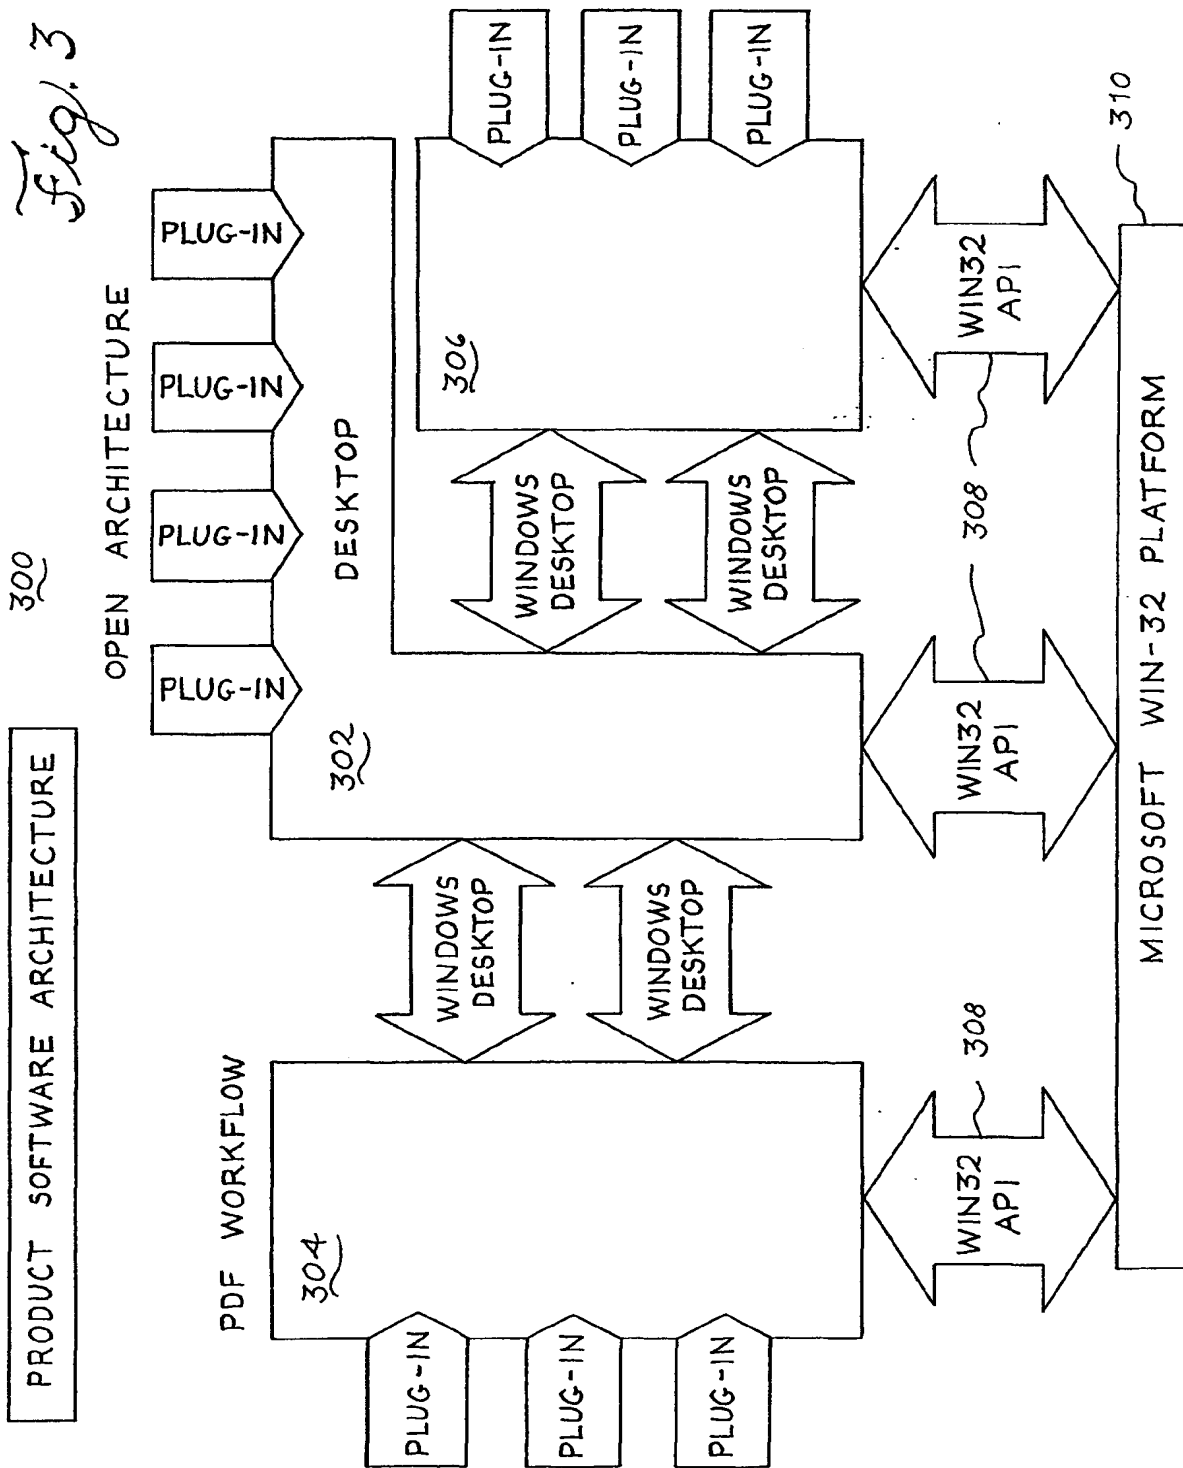 PRODUCT SOFTWARE ARCHITECTURE
300
Fig. 3
OPEN ARCHITECTURE
PLUG-IN
PLUG-IN
PLUG-IN
PLUG-IN
DESKTOP
302
PDF WORKFLOW
304
306
PLUG-IN
PLUG-IN
PLUG-IN
WINDOWS
DESKTOP
WINDOWS
DESKTOP
WINDOWS
DESKTOP
WINDOWS
DESKTOP
PLUG-IN
PLUG-IN
PLUG-IN
WIN32
API
308
WIN32
API
308
WIN32
API
308
310
MICROSOFT WIN-32 PLATFORM